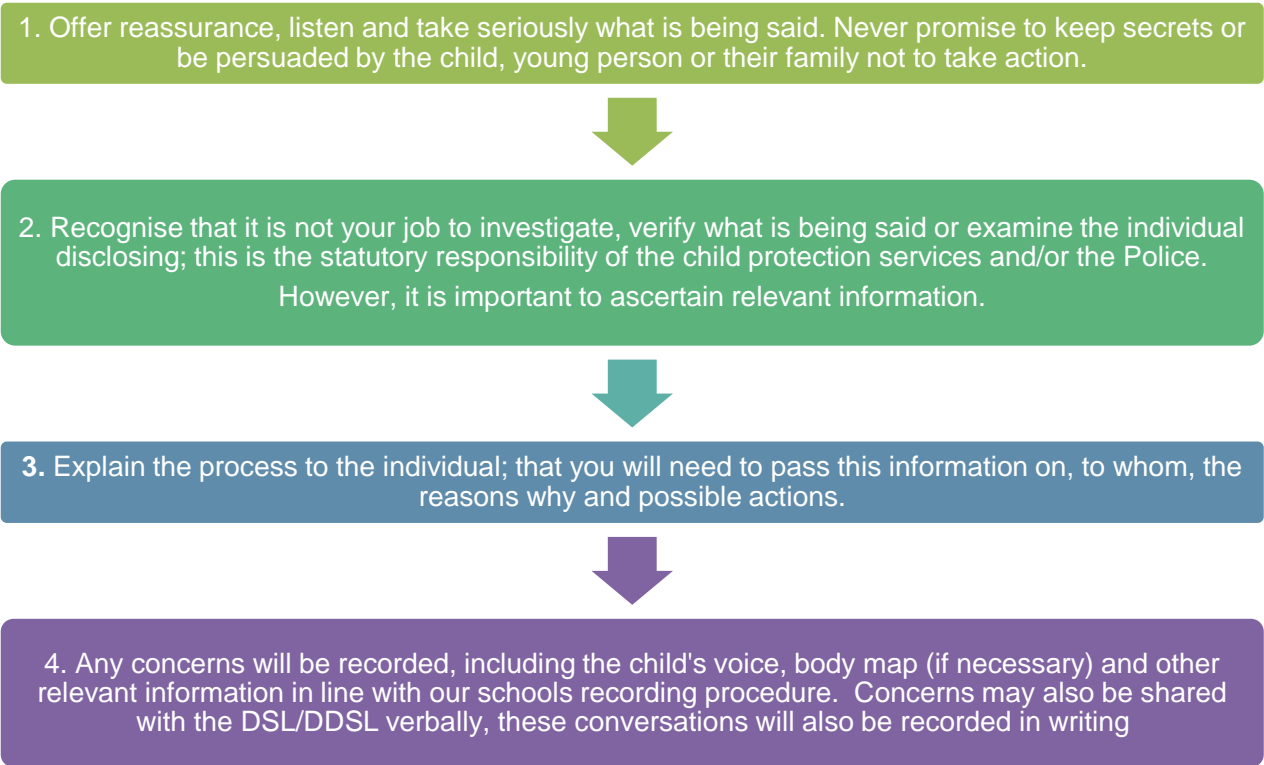 1. Offer reassurance, listen and take seriously what is being said. Never promise to keep secrets or
be persuaded by the child, young person or their family not to take action.
2. Recognise that it is not your job to investigate, verify what is being said or examine the individual
disclosing; this is the statutory responsibility of the child protection services and/or the Police.
However, it is important to ascertain relevant information.
3. Explain the process to the individual; that you will need to pass this information on, to whom, the
reasons why and possible actions.
4. Any concerns will be recorded, including the child's voice, body map (if necessary) and other
relevant information in line with our schools recording procedure.  Concerns may also be shared
with the DSL/DDSL verbally, these conversations will also be recorded in writing